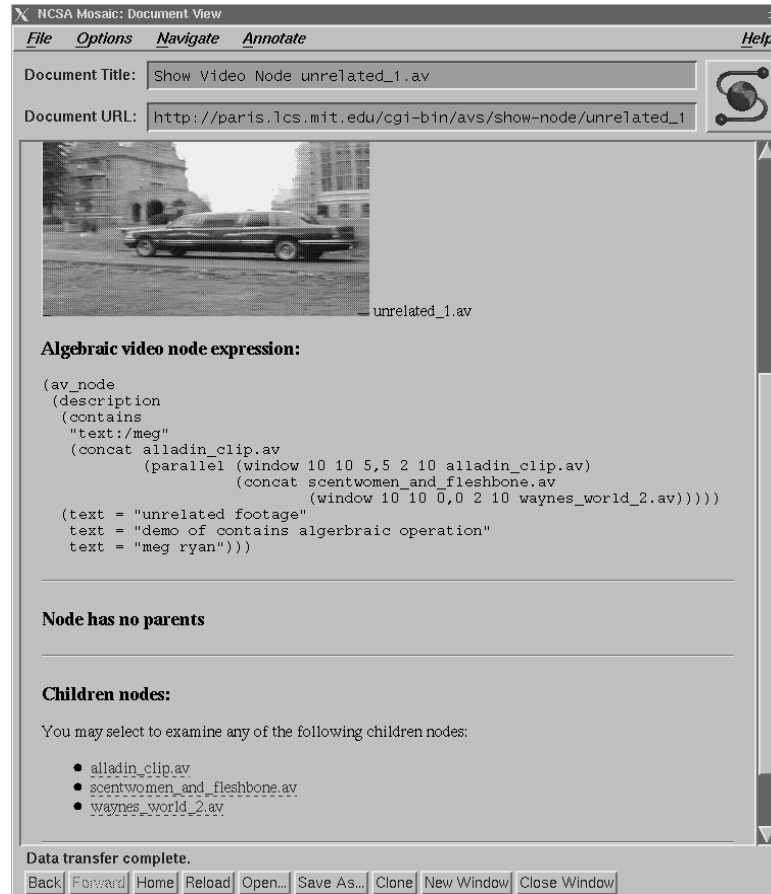 NCSA Mosaic: Document View
File Options Navigate Annotate Help
Document Title: Show Video Node unrelated_1.av
Document URL: http://paris.lcs.mit.edu/cgi-bin/avs/show-node/unrelated_1
unrelated_1.av
Algebraic video node expression:
(av_node
(description
(contains
"text:/meg"
(concat alladin_clip.av
(parallel (window 10 10 5,5 2 10 alladin_clip.av)
(concat scentwomen_and_fleshbone.av
(window 10 10 0,0 2 10 waynes_world_2.av)))))
(text = "unrelated footage"
text = "demo of contains algerbraic operation"
text = "meg ryan")))
Node has no parents
Children nodes:
You may select to examine any of the following children nodes:
• alladin_clip.av
• scentwomen_and_fleshbone.av
• waynes_world_2.av
Data transfer complete.
Back Forward Home Reload Open... Save As... Clone New Window Close Window